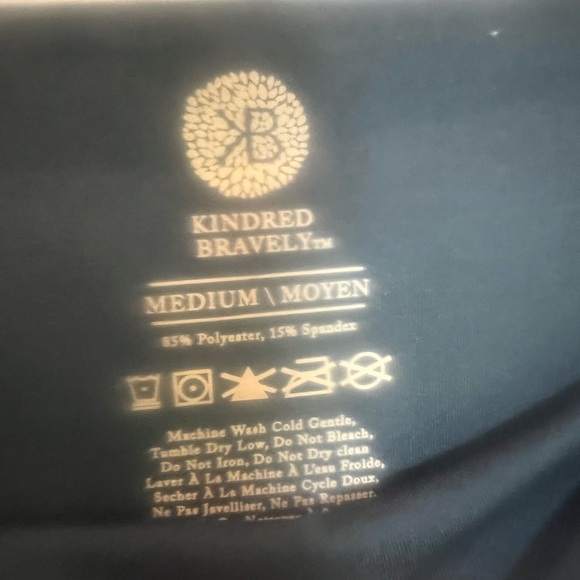 KB
KINDRED
BRAVELY™
MEDIUM \ MOYEN
85% Polyester, 15% Spandex
Machine Wash Cold Gentle,
Tumble Dry Low, Do Not Bleach,
Do Not Iron, Do Not Dry clean
Laver À La Machine À L'eau Froide,
Secher À La Machine Cycle Doux,
Ne Pas Javelliser, Ne Pas Repasser.